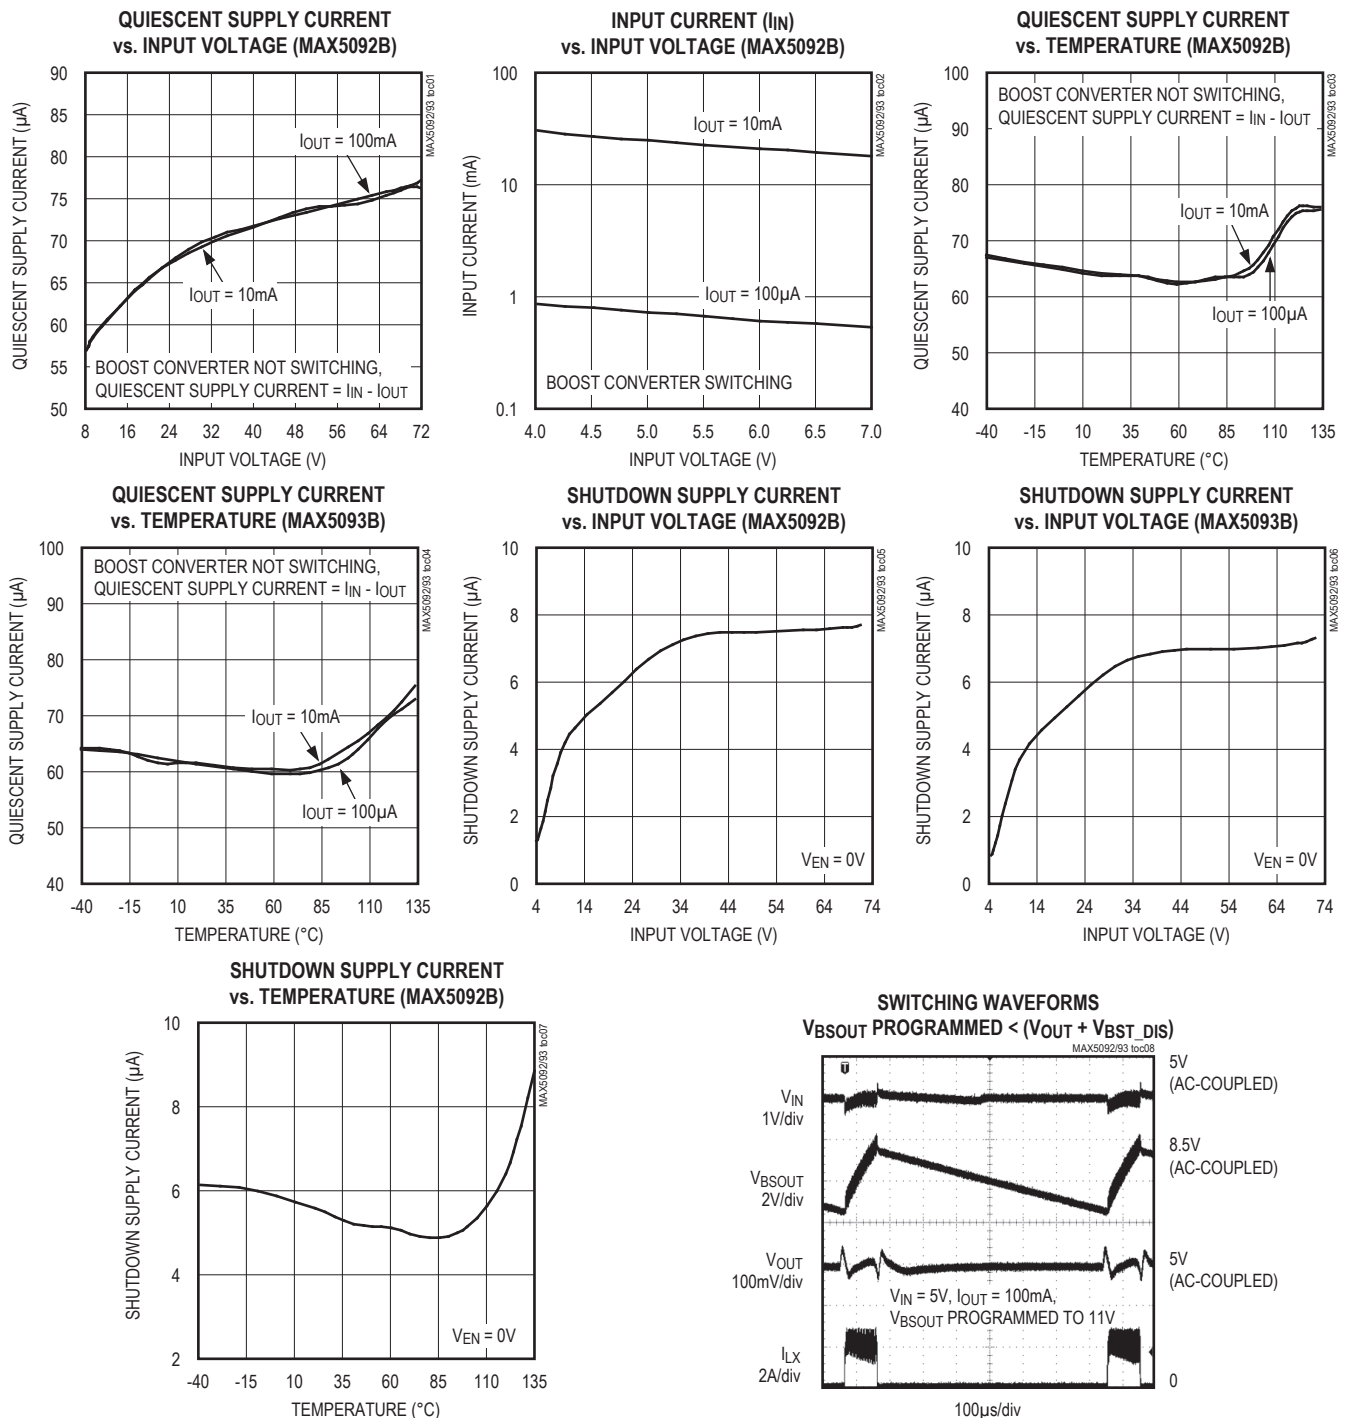 QUIESCENT SUPPLY CURRENT
vs. INPUT VOLTAGE (MAX5092B)
QUIESCENT SUPPLY CURRENT (µA)
90
85
80
75
70
65
60
55
50
IOUT = 100mA
IOUT = 10mA
BOOST CONVERTER NOT SWITCHING,
QUIESCENT SUPPLY CURRENT = IIN - IOUT
8 16 24 32 40 48 56 64 72
INPUT VOLTAGE (V)
MAX5092/93 toc01
INPUT CURRENT (IIN)
vs. INPUT VOLTAGE (MAX5092B)
INPUT CURRENT (mA)
100
10
1
0.1
IOUT = 10mA
IOUT = 100µA
BOOST CONVERTER SWITCHING
4.0 4.5 5.0 5.5 6.0 6.5 7.0
INPUT VOLTAGE (V)
MAX5092/93 toc02
QUIESCENT SUPPLY CURRENT
vs. TEMPERATURE (MAX5092B)
QUIESCENT SUPPLY CURRENT (µA)
100
90
80
70
60
50
40
BOOST CONVERTER NOT SWITCHING,
QUIESCENT SUPPLY CURRENT = IIN - IOUT
IOUT = 10mA
IOUT = 100µA
-40 -15 10 35 60 85 110 135
TEMPERATURE (°C)
MAX5092/93 toc03
QUIESCENT SUPPLY CURRENT
vs. TEMPERATURE (MAX5093B)
QUIESCENT SUPPLY CURRENT (µA)
100
90
80
70
60
50
40
BOOST CONVERTER NOT SWITCHING,
QUIESCENT SUPPLY CURRENT = IIN - IOUT
IOUT = 10mA
IOUT = 100µA
-40 -15 10 35 60 85 110 135
TEMPERATURE (°C)
MAX5092/93 toc04
SHUTDOWN SUPPLY CURRENT
vs. INPUT VOLTAGE (MAX5092B)
SHUTDOWN SUPPLY CURRENT (µA)
10
8
6
4
2
0
VEN = 0V
4 14 24 34 44 54 64 74
INPUT VOLTAGE (V)
MAX5092/93 toc05
SHUTDOWN SUPPLY CURRENT
vs. INPUT VOLTAGE (MAX5093B)
SHUTDOWN SUPPLY CURRENT (µA)
10
8
6
4
2
0
VEN = 0V
4 14 24 34 44 54 64 74
INPUT VOLTAGE (V)
MAX5092/93 toc06
SHUTDOWN SUPPLY CURRENT
vs. TEMPERATURE (MAX5092B)
SHUTDOWN SUPPLY CURRENT (µA)
10
8
6
4
2
VEN = 0V
-40 -15 10 35 60 85 110 135
TEMPERATURE (°C)
MAX5092/93 toc07
SWITCHING WAVEFORMS
VBSOUT PROGRAMMED < (VOUT + VBST_DIS)
MAX5092/93 toc08
T
VIN
1V/div
5V
(AC-COUPLED)
VBSOUT
2V/div
8.5V
(AC-COUPLED)
VOUT
100mV/div
5V
(AC-COUPLED)
VIN = 5V, IOUT = 100mA,
VBSOUT PROGRAMMED TO 11V
ILX
2A/div
0
100µs/div